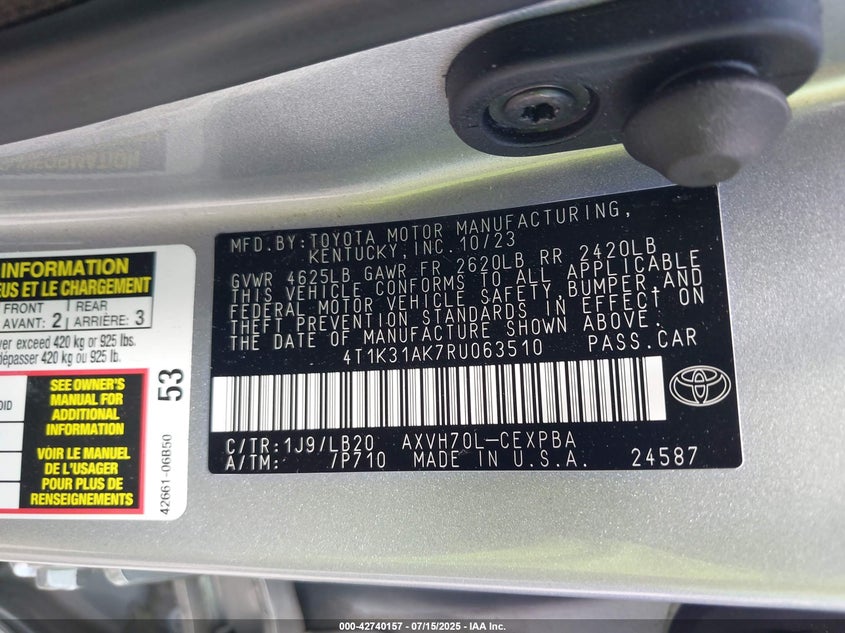 MFD.BY:TOYOTA MOTOR MANUFACTURING,
KENTUCKY,INC. 10/23
GVWR 4625LB GAWR FR 2620LB RR 2420LB
THIS VEHICLE CONFORMS TO ALL APPLICABLE
FEDERAL MOTOR VEHICLE SAFETY,BUMPER,AND
THEFT PREVENTION STANDARDS IN EFFECT ON
THE DATE OF MANUFACTURE SHOWN ABOVE.
4T1K31AK7RU063510 PASS.CAR
C/TR:1J9/LB20 AXVH70L-CEXPBA
A/TM: /P710 MADE IN U.S.A. 24587
INFORMATION
EUS ET LE CHARGEMENT
FRONT
AVANT: 2
REAR
ARRIÈRE: 3
ver exceed 420 kg or 925 lbs.
dépasser 420 kg ou 925 lb.
53
SEE OWNER'S
MANUAL FOR
ADDITIONAL
INFORMATION
VOIR LE MANUEL
DE L'USAGER
POUR PLUS DE
RENSEIGNEMENTS
42661-06B50
000-42740157 - 07/15/2025 - IAA Inc.